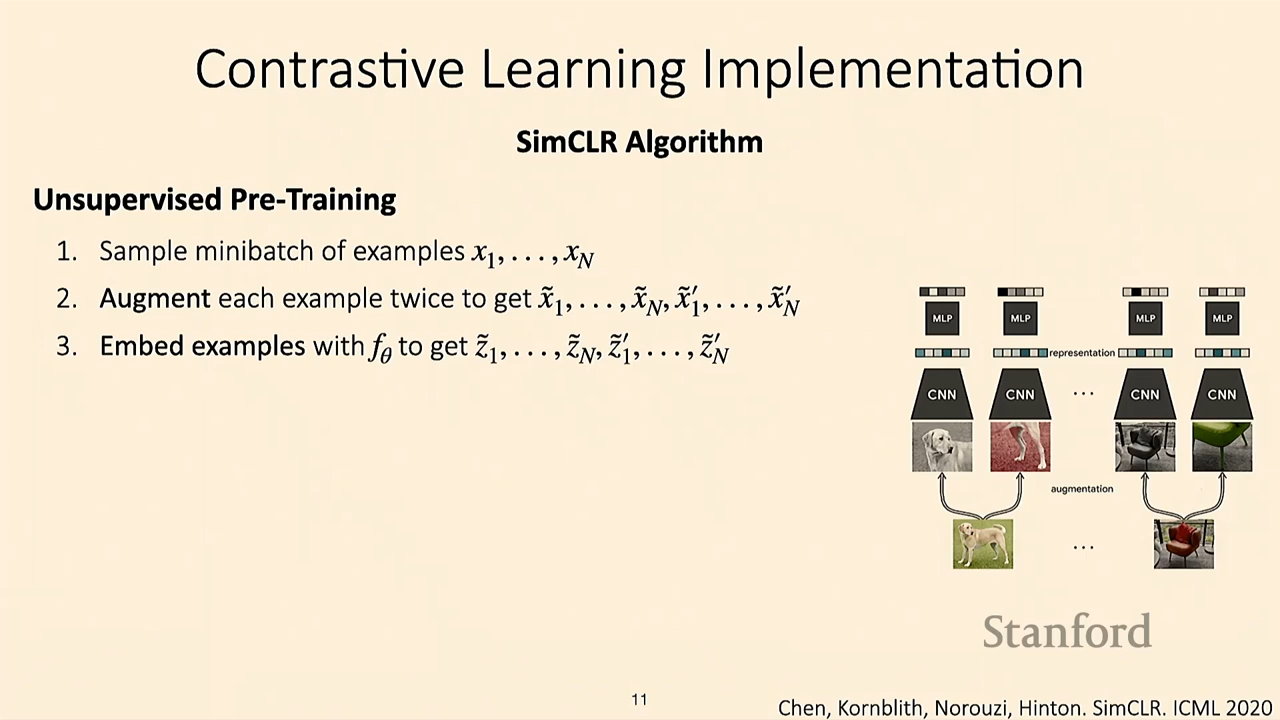 Contrastive Learning Implementation
SimCLR Algorithm
Unsupervised Pre-Training
1. Sample minibatch of examples x₁, . . . , x_N
2. Augment each example twice to get x̃₁, . . . , x̃_N, x̃′₁, . . . , x̃′_N
3. Embed examples with f_θ to get z̃₁, . . . , z̃_N, z̃′₁, . . . , z̃′_N
MLP MLP MLP MLP
representation
CNN CNN ... CNN CNN
augmentation
...
Stanford
11
Chen, Kornblith, Norouzi, Hinton. SimCLR. ICML 2020